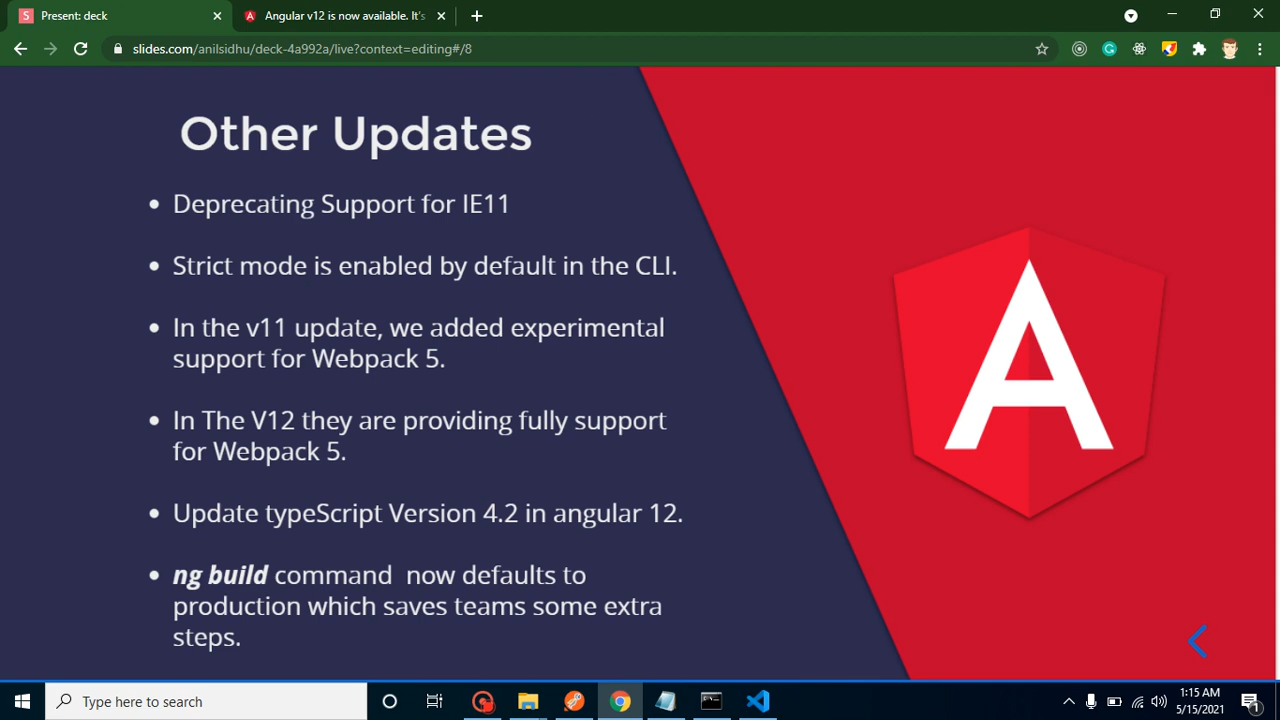 Present: deck
Angular v12 is now available. It's
slides.com/anilsidhu/deck-4a992a/live?context=editing#/8
Other Updates
• Deprecating Support for IE11
• Strict mode is enabled by default in the CLI.
• In the v11 update, we added experimental
support for Webpack 5.
• In The V12 they are providing fully support
for Webpack 5.
• Update typeScript Version 4.2 in angular 12.
• ng build command  now defaults to
production which saves teams some extra
steps.
A
Type here to search
1:15 AM
5/15/2021
1